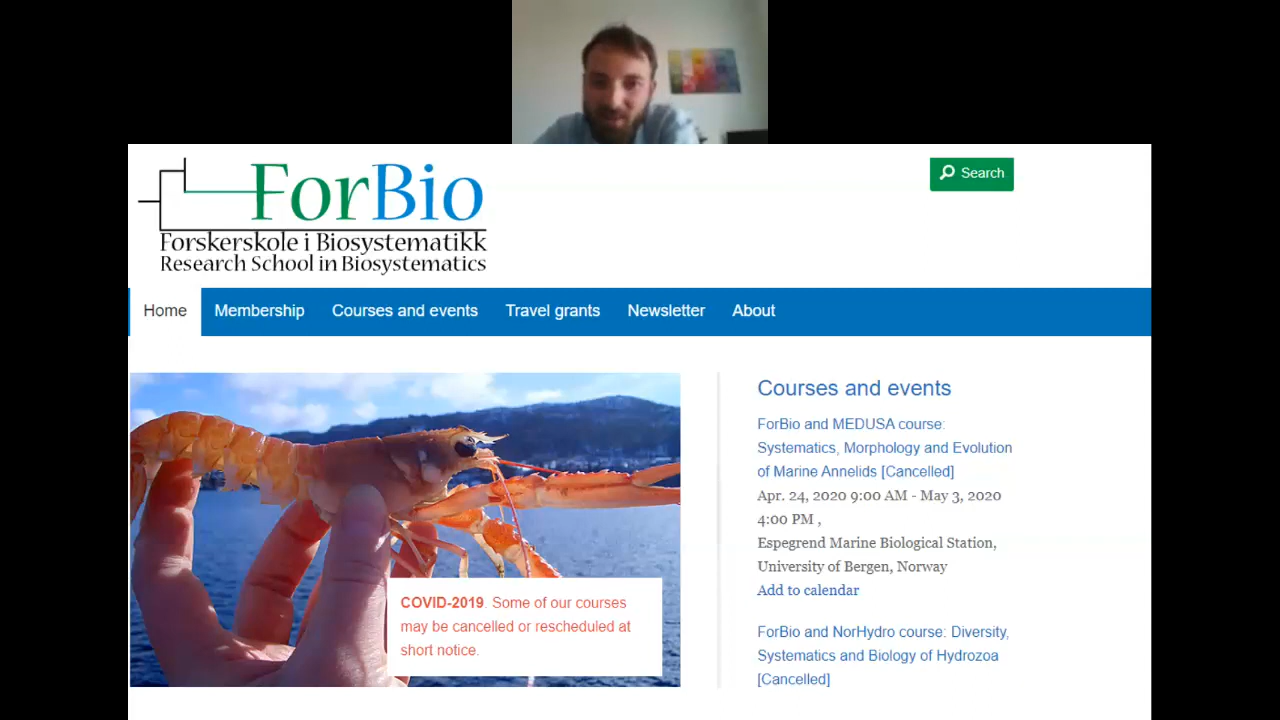 ForBio
Forskerskole i Biosystematikk
Research School in Biosystematics
Search
Home Membership Courses and events Travel grants Newsletter About
COVID-2019. Some of our courses
may be cancelled or rescheduled at
short notice.
Courses and events
ForBio and MEDUSA course:
Systematics, Morphology and Evolution
of Marine Annelids [Cancelled]
Apr. 24, 2020 9:00 AM - May 3, 2020
4:00 PM ,
Espegrend Marine Biological Station,
University of Bergen, Norway
Add to calendar
ForBio and NorHydro course: Diversity,
Systematics and Biology of Hydrozoa
[Cancelled]